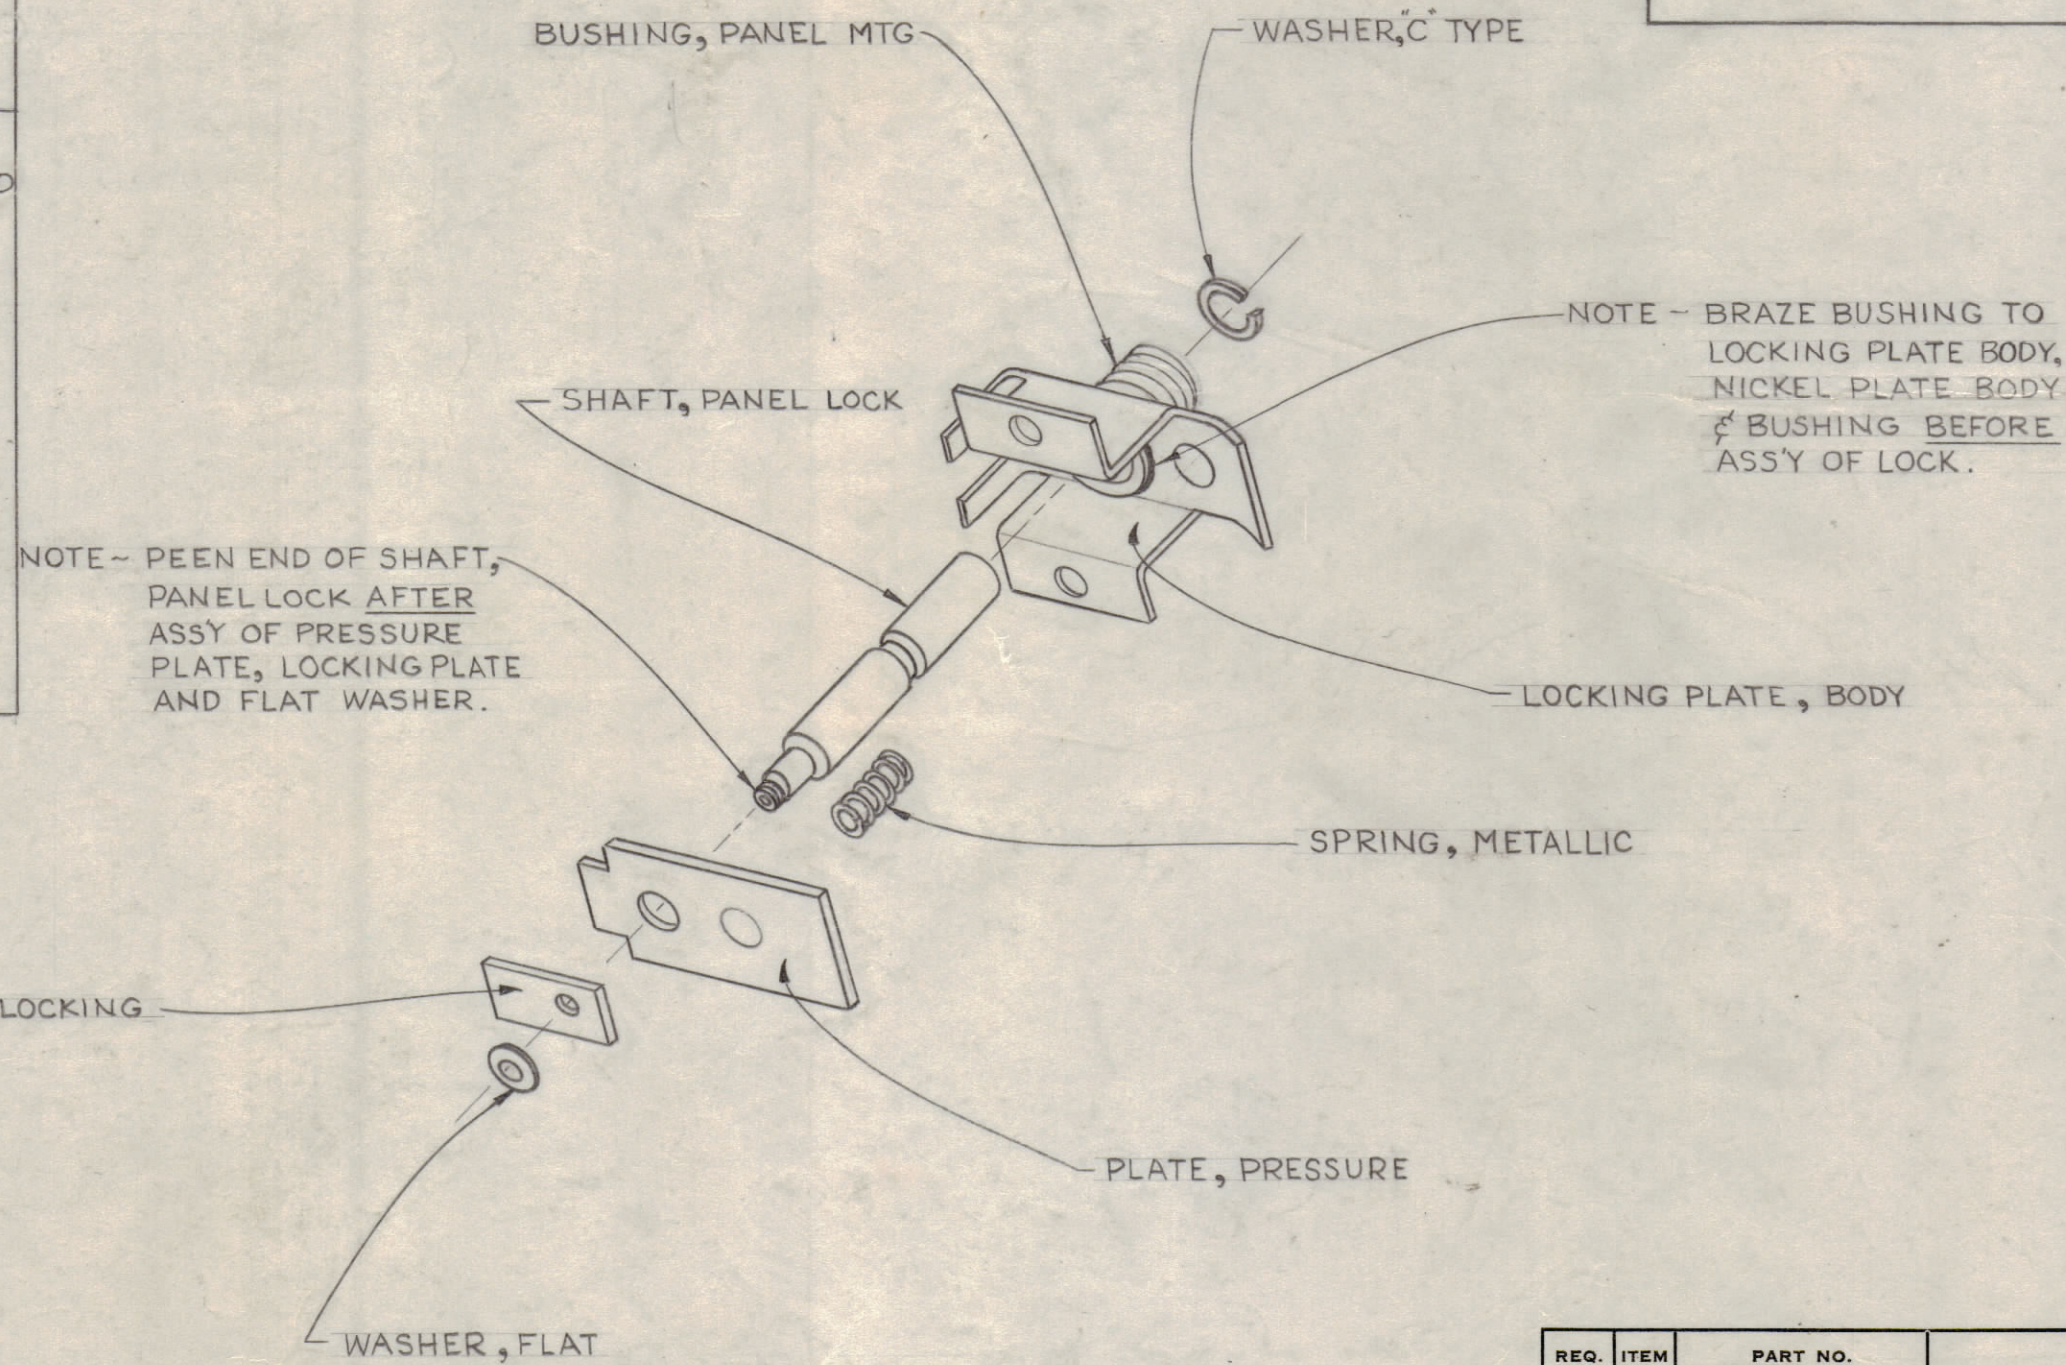 BUSHING, PANEL MTG
WASHER, "C" TYPE
NOTE ~ BRAZE BUSHING TO
LOCKING PLATE BODY,
NICKEL PLATE BODY
& BUSHING BEFORE
ASS'Y OF LOCK.
SHAFT, PANEL LOCK
NOTE ~ PEEN END OF SHAFT,
PANEL LOCK AFTER
ASS'Y OF PRESSURE
PLATE, LOCKING PLATE
AND FLAT WASHER.
LOCKING PLATE, BODY
SPRING, METALLIC
LOCKING
PLATE, PRESSURE
WASHER, FLAT
REQ. ITEM PART NO.